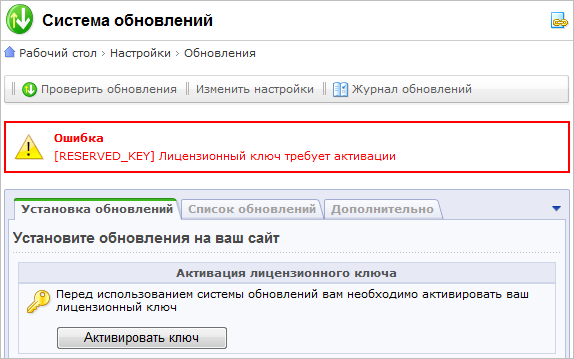 Система обновлений
Рабочий стол › Настройки › Обновления
Проверить обновления Изменить настройки Журнал обновлений
Ошибка
[RESERVED_KEY] Лицензионный ключ требует активации
Установка обновлений Список обновлений Дополнительно
Установите обновления на ваш сайт
Активация лицензионного ключа
Перед использованием системы обновлений вам необходимо активировать ваш
лицензионный ключ
Активировать ключ